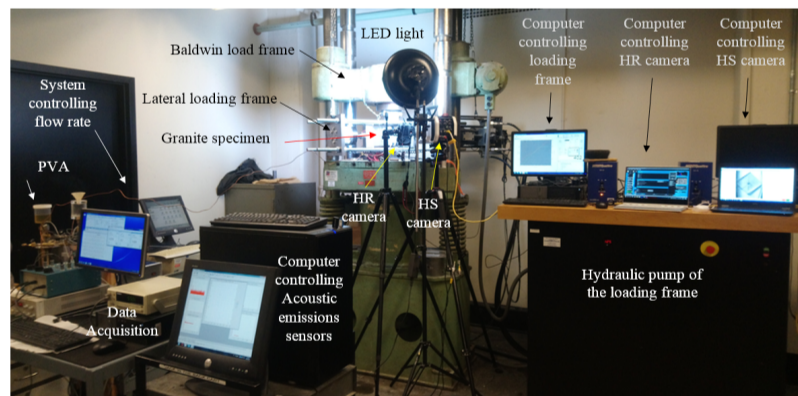 LED light
Baldwin load frame
System
controlling
flow rate
Lateral loading frame
Granite specimen
PVA
HR
camera
HS
camera
Computer
controlling
loading
frame
Computer
controlling
HR camera
Computer
controlling
HS camera
Computer
controlling
Acoustic
emissions
sensors
Data
Acquisition
Hydraulic pump of
the loading frame